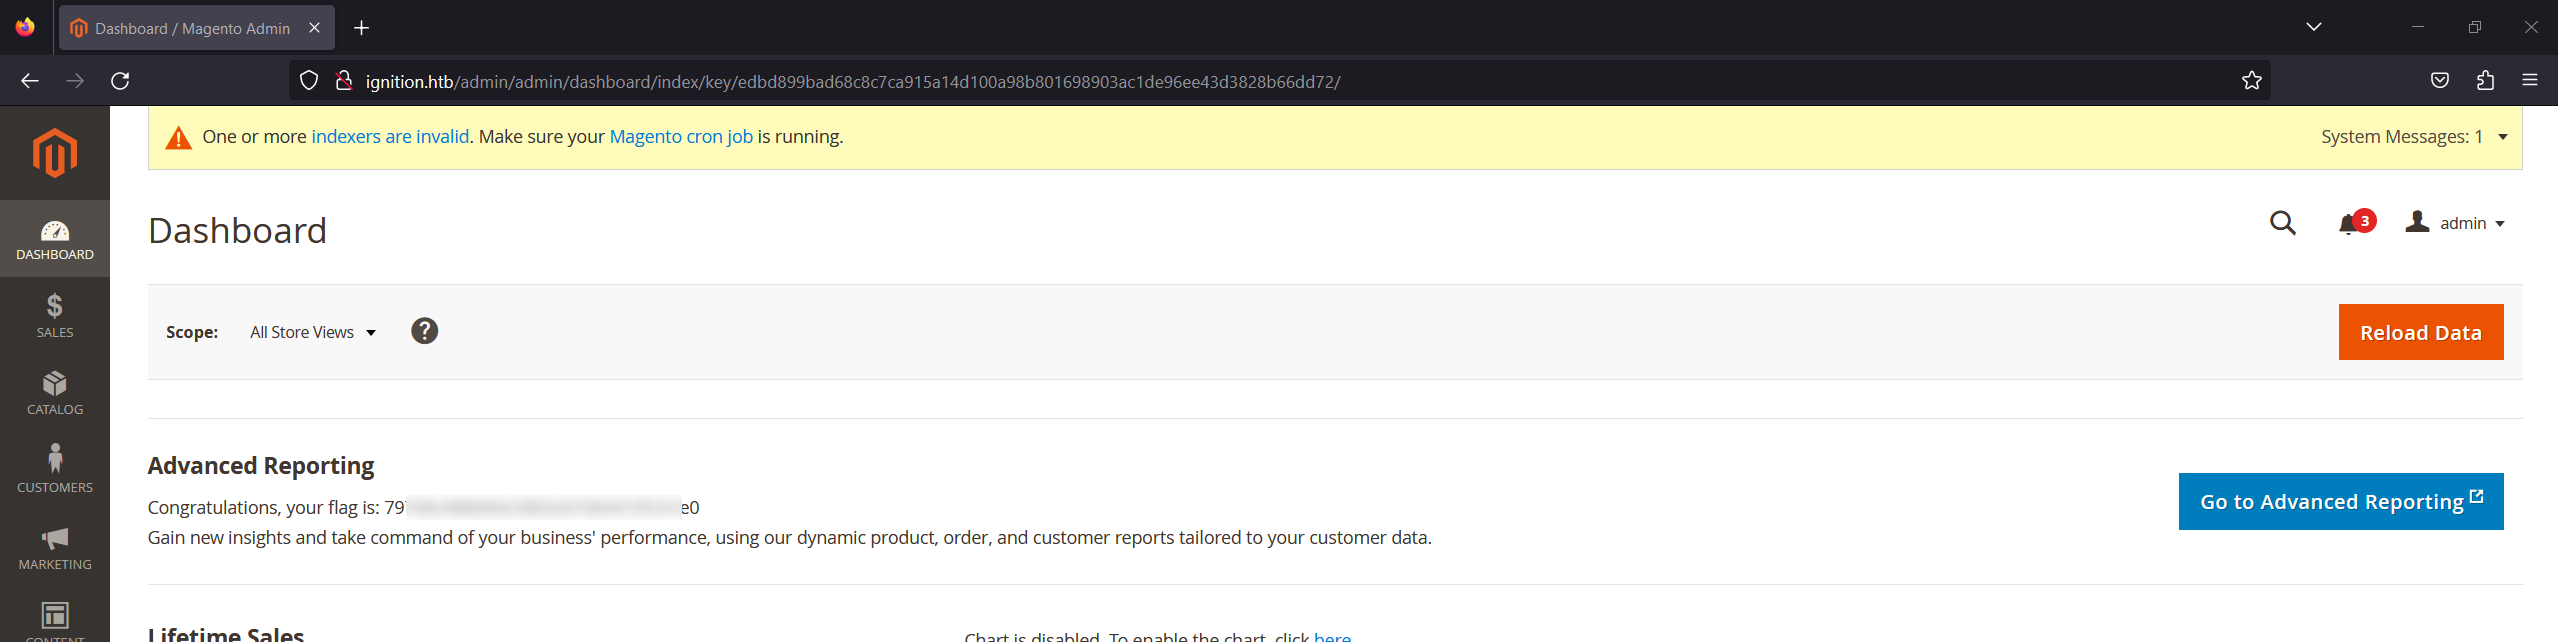 Dashboard / Magento Admin
ignition.htb/admin/admin/dashboard/index/key/edbd899bad68c8c7ca915a14d100a98b801698903ac1de96ee43d3828b66dd72/
One or more indexers are invalid. Make sure your Magento cron job is running.
System Messages: 1
Dashboard
3
admin
DASHBOARD
SALES
CATALOG
CUSTOMERS
MARKETING
CONTENT
Scope: All Store Views ?
Reload Data
Advanced Reporting
Congratulations, your flag is: 79 e0
Gain new insights and take command of your business' performance, using our dynamic product, order, and customer reports tailored to your customer data.
Go to Advanced Reporting
Lifetime Sales
Chart is disabled. To enable the chart, click here.